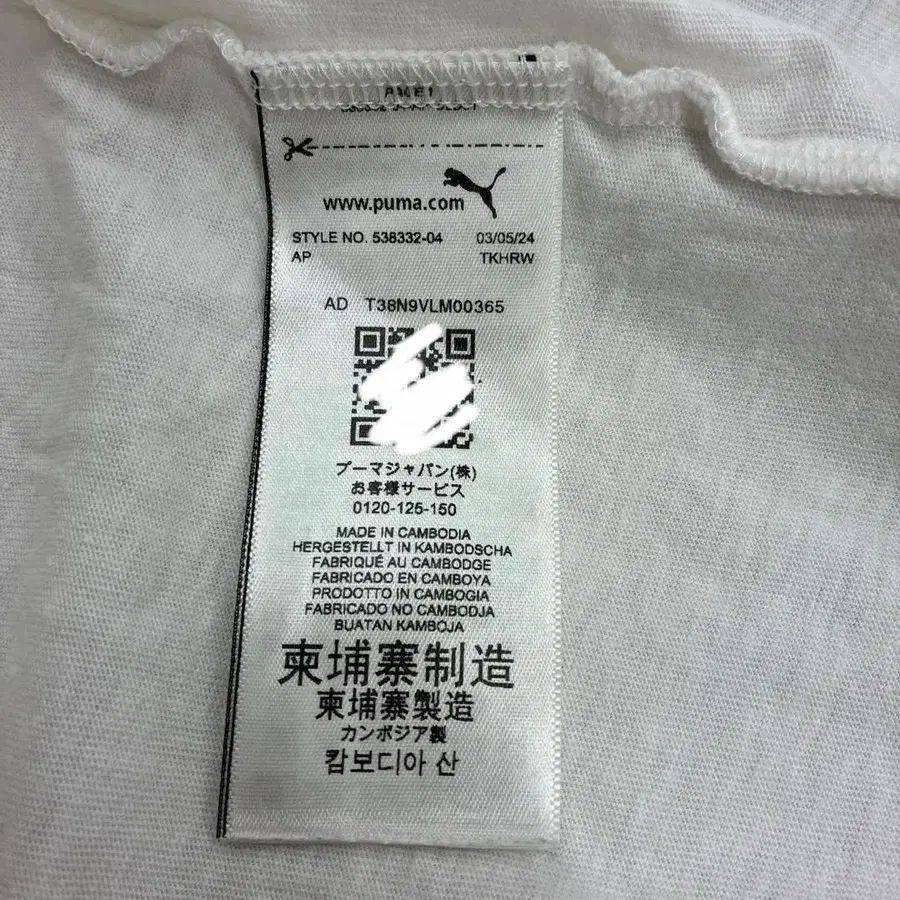 www.puma.com
STYLE NO. 538332-04 03/05/24
AP TKHRW
AD T38N9VLM00365
プーマジャパン(株)
お客様サービス
0120-125-150
MADE IN CAMBODIA
HERGESTELLT IN KAMBODSCHA
FABRIQUÉ AU CAMBODGE
FABRICADO EN CAMBOYA
PRODOTTO IN CAMBOGIA
FABRICADO NO CAMBODJA
BUATAN KAMBOJA
柬埔寨制造
柬埔寨製造
カンボジア製
캄보디아 산